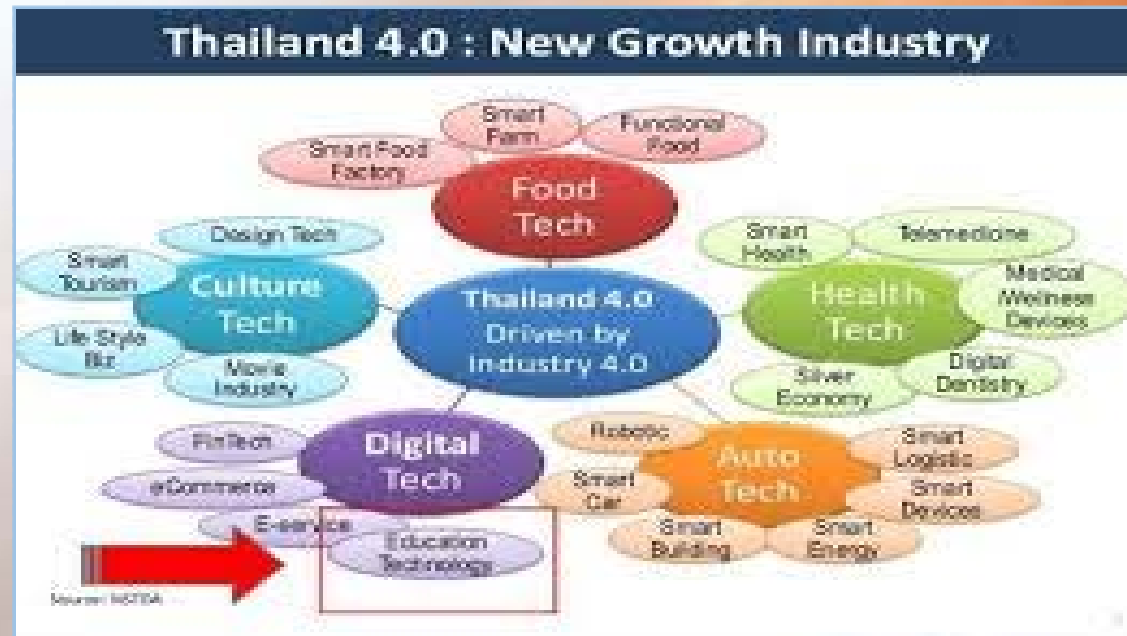 Thailand 4.0 : New Growth Industry
Smart
Farm
Functional
Food
Smart Food
Factory
Food
Tech
Design Tech
Smart
Tourism
Culture
Tech
Life Style
Biz
Movie
Industry
Thailand 4.0
Driven by
Industry 4.0
Smart
Health
Telemedicine
Health
Tech
Medical
/Wellness
Devices
Digital
Dentistry
Silver
Economy
FinTech
Digital
Tech
eCommerce
E-service
Education
Technology
Robotic
Auto
Tech
Smart
Logistic
Smart
Car
Smart
Devices
Smart
Building
Smart
Energy
Source: NSTDA